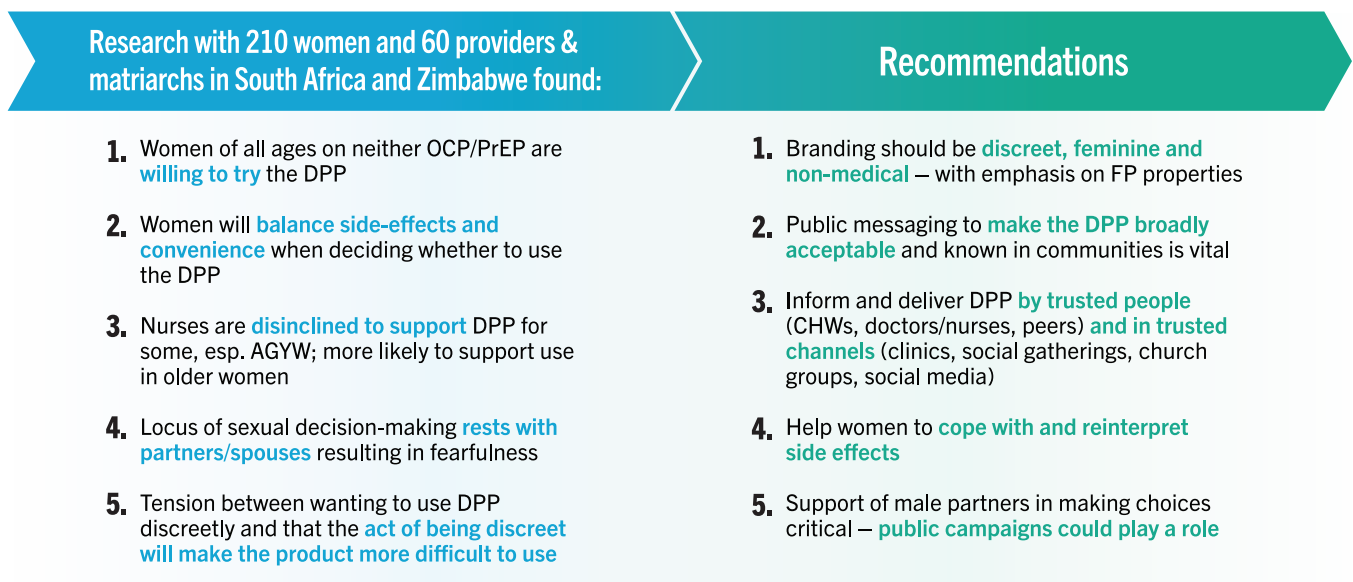 Research with 210 women and 60 providers &
matriarchs in South Africa and Zimbabwe found:
1. Women of all ages on neither OCP/PrEP are
willing to try the DPP
2. Women will balance side-effects and
convenience when deciding whether to use
the DPP
3. Nurses are disinclined to support DPP for
some, esp. AGYW; more likely to support use
in older women
4. Locus of sexual decision-making rests with
partners/spouses resulting in fearfulness
5. Tension between wanting to use DPP
discreetly and that the act of being discreet
will make the product more difficult to use
Recommendations
1. Branding should be discreet, feminine and
non-medical – with emphasis on FP properties
2. Public messaging to make the DPP broadly
acceptable and known in communities is vital
3. Inform and deliver DPP by trusted people
(CHWs, doctors/nurses, peers) and in trusted
channels (clinics, social gatherings, church
groups, social media)
4. Help women to cope with and reinterpret
side effects
5. Support of male partners in making choices
critical – public campaigns could play a role